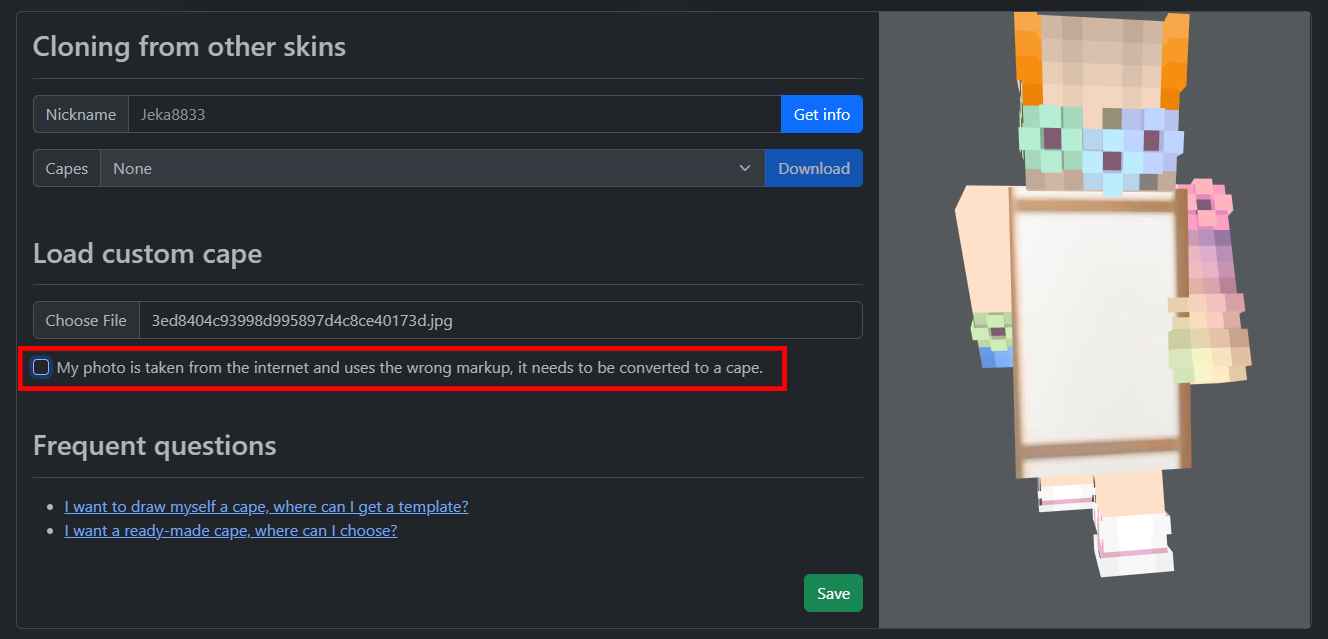 Cloning from other skins
Nickname Jeka8833 Get info
Capes None Download
Load custom cape
Choose File 3ed8404c93998d995897d4c8ce40173d.jpg
My photo is taken from the internet and uses the wrong markup, it needs to be converted to a cape.
Frequent questions
I want to draw myself a cape, where can I get a template?
I want a ready-made cape, where can I choose?
Save